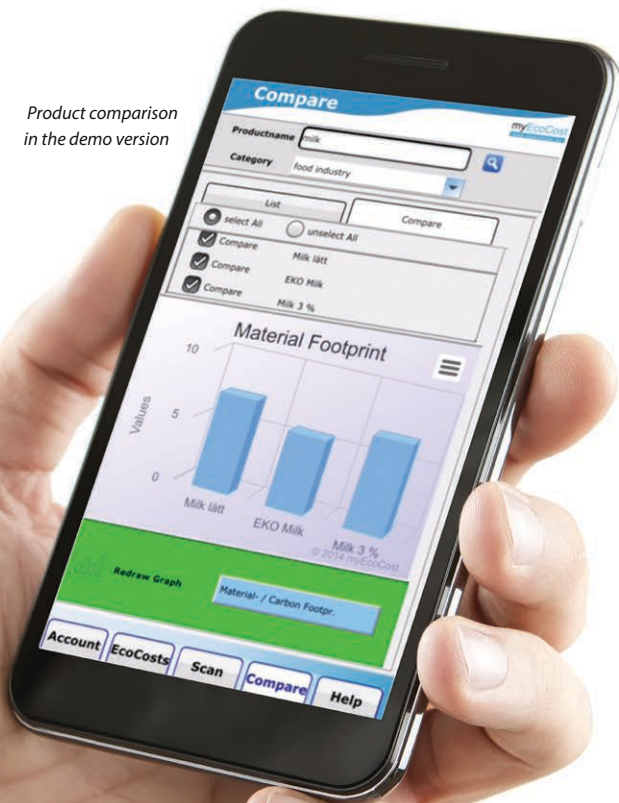 Product comparison
in the demo version
Compare
myEcoCost
Productname milk
Category food industry
List Compare
select All unselect All
Compare Milk lätt
Compare EKO Milk
Compare Milk 3 %
Material Footprint
10
5
0
Values
Milk lätt EKO Milk Milk 3 %
© 2014 myEcoCost
Redraw Graph Material- / Carbon Footpr.
Account EcoCosts Scan Compare Help